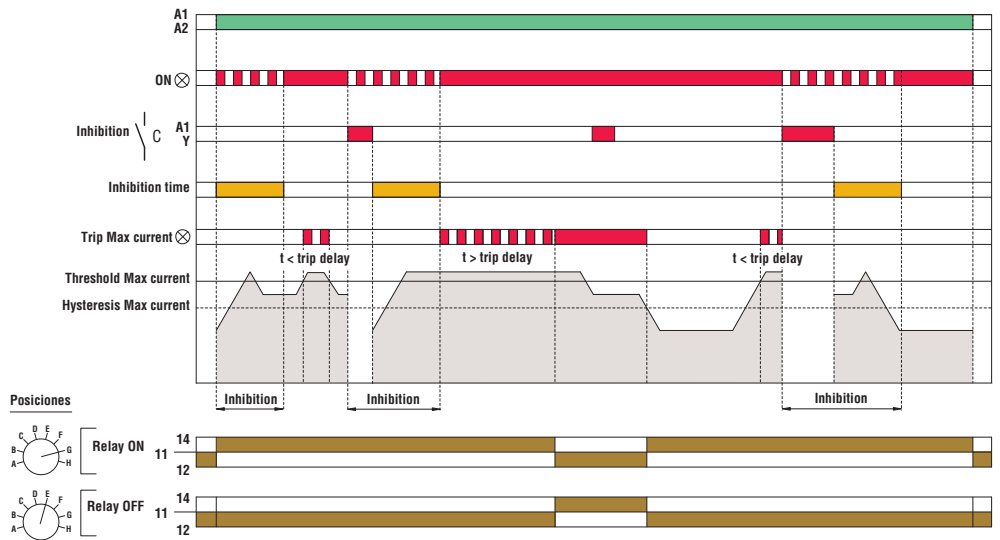 A1
A2
ON
Inhibition
C
A1
Y
Inhibition time
Trip Max current
t < trip delay
t > trip delay
t < trip delay
Threshold Max current
Hysteresis Max current
Inhibition
Inhibition
Inhibition
Posiciones
A B C D E F G H
Relay ON
11
14
12
A B C D E F G H
Relay OFF
11
14
12